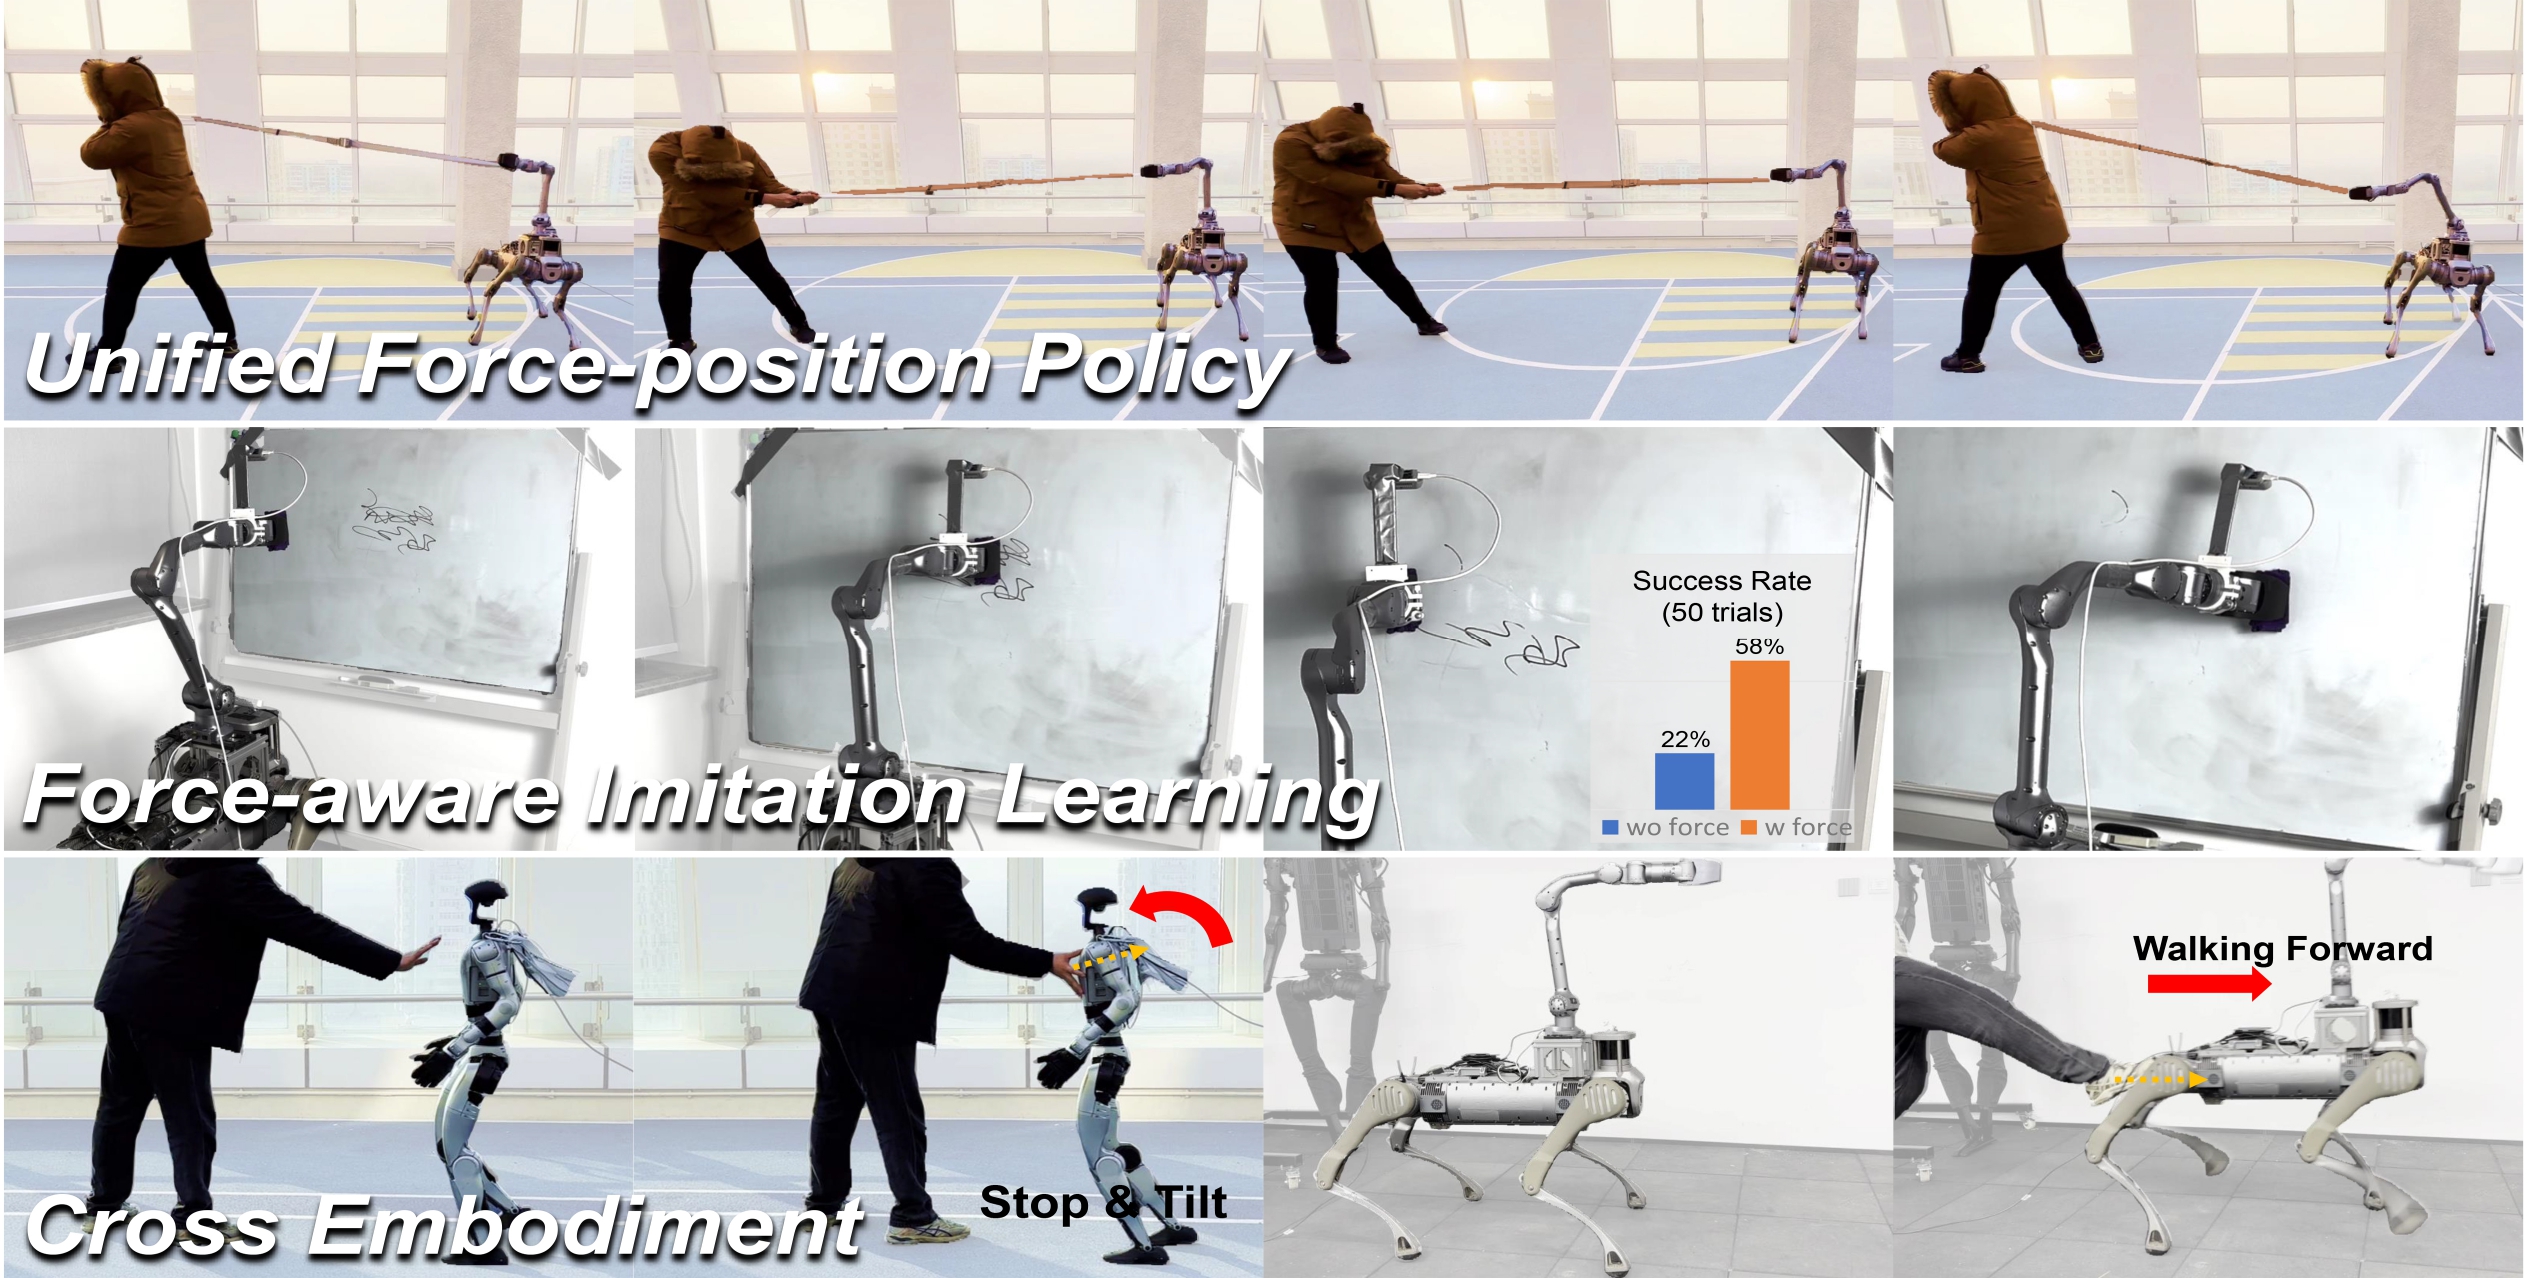 Unified Force-position Policy
Success Rate
(50 trials)
58%
22%
wo force w force
Force-aware Imitation Learning
Walking Forward
Stop & Tilt
Cross Embodiment